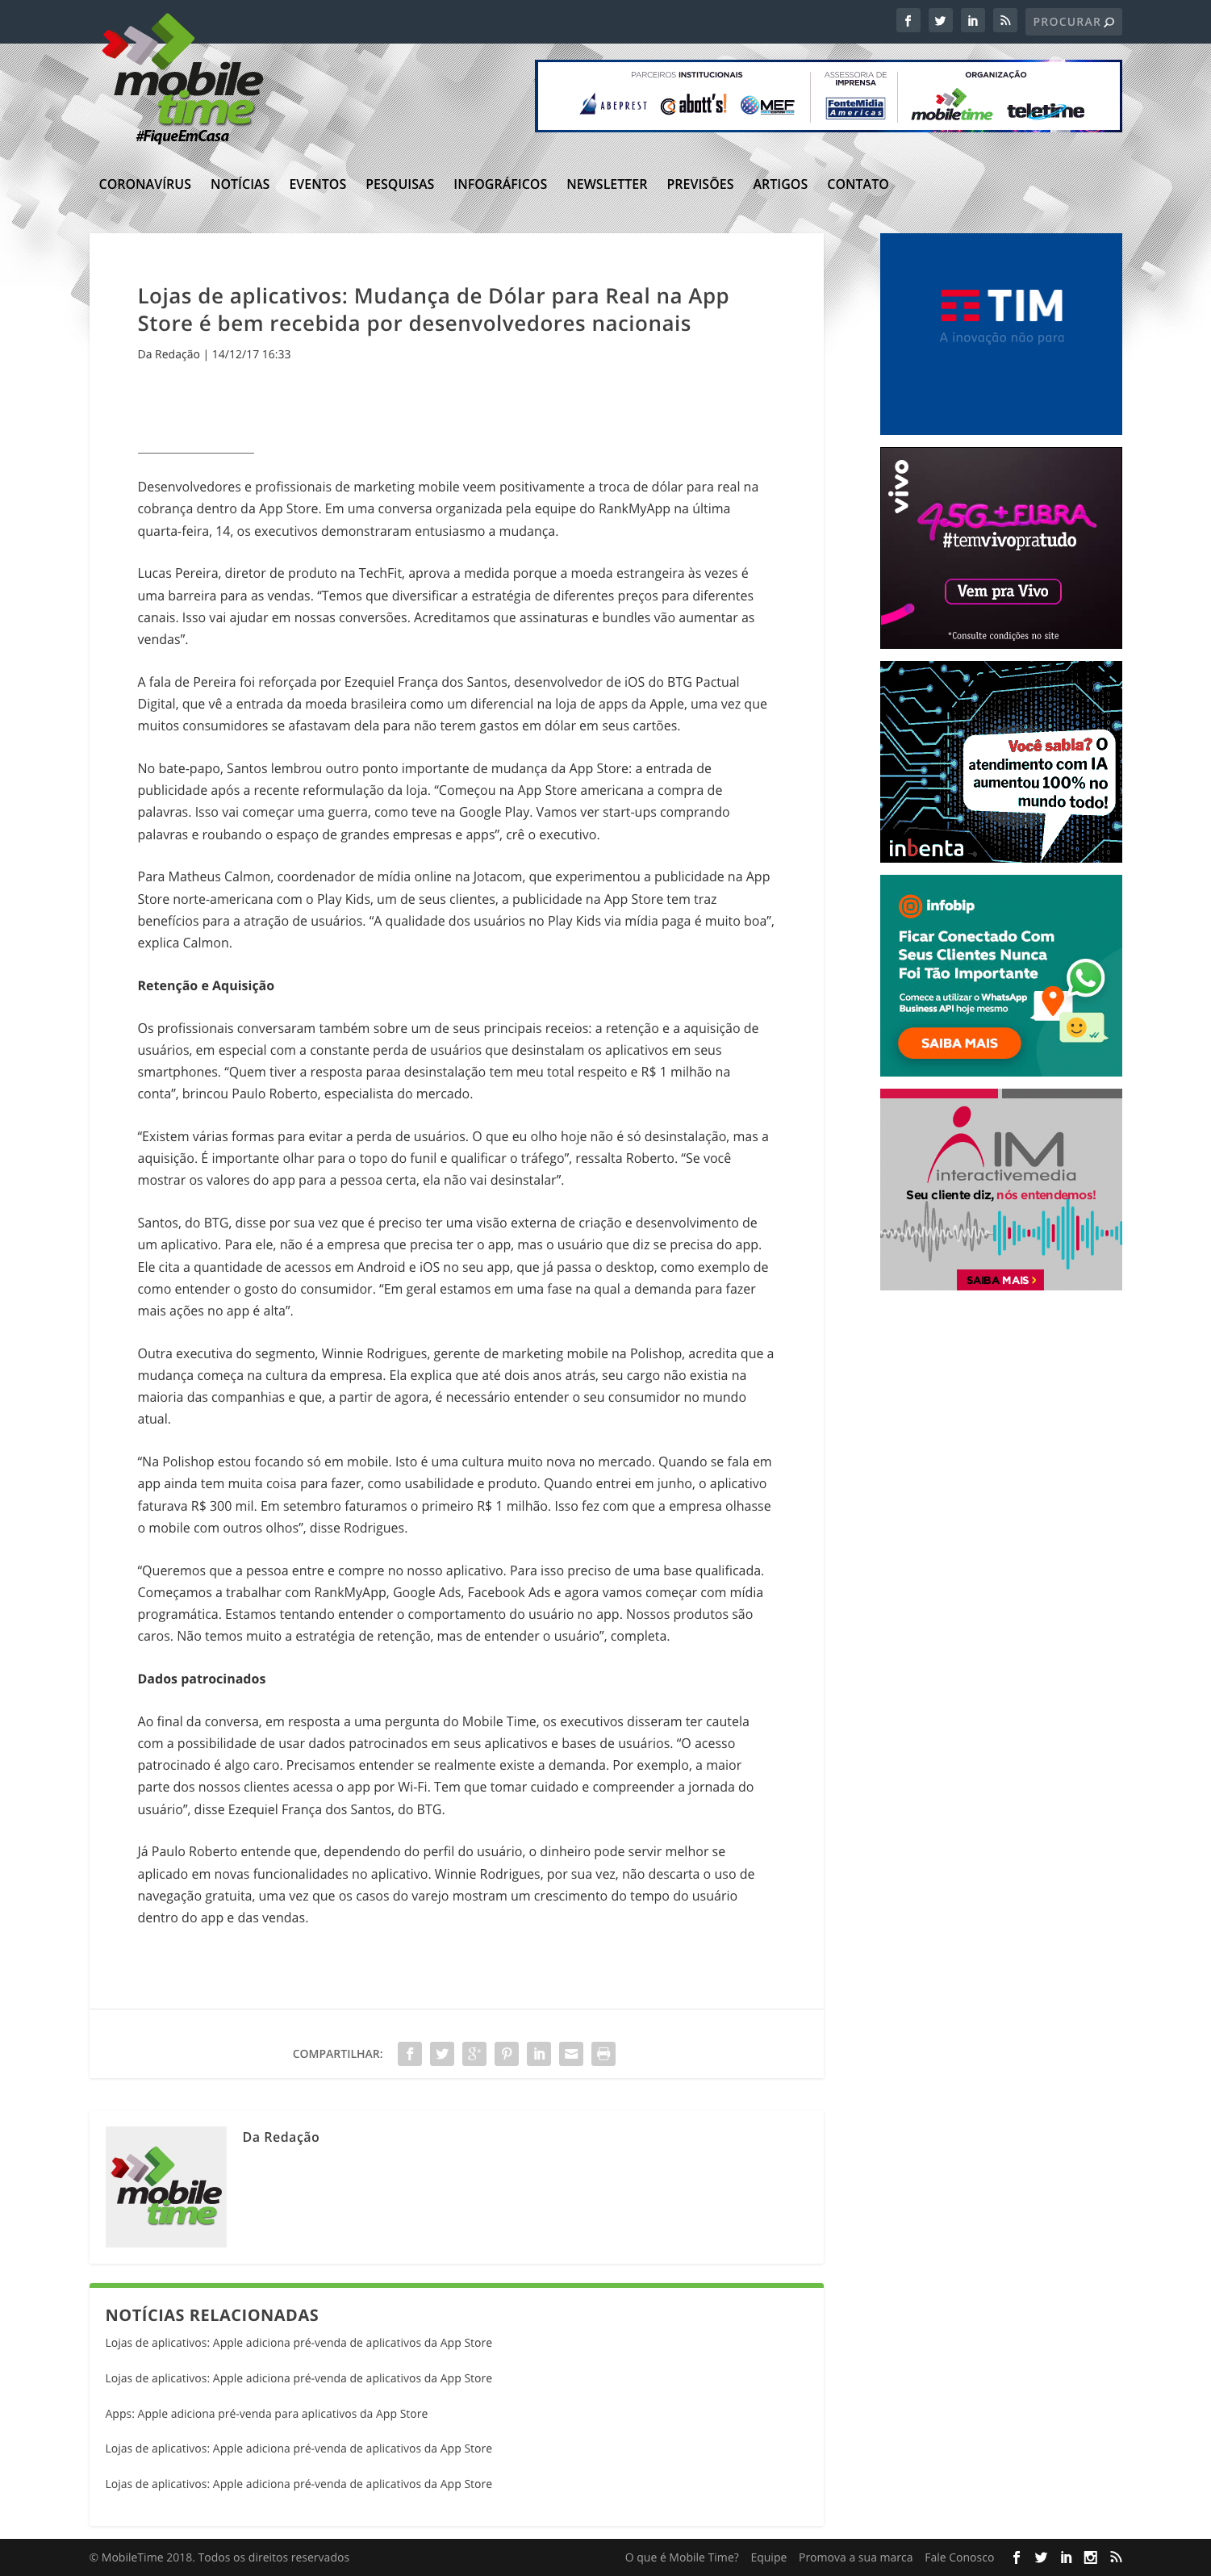 PROCURAR
mobile
time
#FiqueEmCasa
PARCEIROS INSTITUCIONAIS
ABEPREST
abott's!
MEF
ASSESSORIA DE
IMPRENSA
FonteMidia
Americas
ORGANIZAÇÃO
mobiletime
teletime
CORONAVÍRUS NOTÍCIAS EVENTOS PESQUISAS INFOGRÁFICOS NEWSLETTER PREVISÕES ARTIGOS CONTATO
Lojas de aplicativos: Mudança de Dólar para Real na App
Store é bem recebida por desenvolvedores nacionais
Da Redação | 14/12/17 16:33
Desenvolvedores e profissionais de marketing mobile veem positivamente a troca de dólar para real na
cobrança dentro da App Store. Em uma conversa organizada pela equipe do RankMyApp na última
quarta-feira, 14, os executivos demonstraram entusiasmo a mudança.
Lucas Pereira, diretor de produto na TechFit, aprova a medida porque a moeda estrangeira às vezes é
uma barreira para as vendas. “Temos que diversificar a estratégia de diferentes preços para diferentes
canais. Isso vai ajudar em nossas conversões. Acreditamos que assinaturas e bundles vão aumentar as
vendas”.
A fala de Pereira foi reforçada por Ezequiel França dos Santos, desenvolvedor de iOS do BTG Pactual
Digital, que vê a entrada da moeda brasileira como um diferencial na loja de apps da Apple, uma vez que
muitos consumidores se afastavam dela para não terem gastos em dólar em seus cartões.
No bate-papo, Santos lembrou outro ponto importante de mudança da App Store: a entrada de
publicidade após a recente reformulação da loja. “Começou na App Store americana a compra de
palavras. Isso vai começar uma guerra, como teve na Google Play. Vamos ver start-ups comprando
palavras e roubando o espaço de grandes empresas e apps”, crê o executivo.
Para Matheus Calmon, coordenador de mídia online na Jotacom, que experimentou a publicidade na App
Store norte-americana com o Play Kids, um de seus clientes, a publicidade na App Store tem traz
benefícios para a atração de usuários. “A qualidade dos usuários no Play Kids via mídia paga é muito boa”,
explica Calmon.
Retenção e Aquisição
Os profissionais conversaram também sobre um de seus principais receios: a retenção e a aquisição de
usuários, em especial com a constante perda de usuários que desinstalam os aplicativos em seus
smartphones. “Quem tiver a resposta paraa desinstalação tem meu total respeito e R$ 1 milhão na
conta”, brincou Paulo Roberto, especialista do mercado.
“Existem várias formas para evitar a perda de usuários. O que eu olho hoje não é só desinstalação, mas a
aquisição. É importante olhar para o topo do funil e qualificar o tráfego”, ressalta Roberto. “Se você
mostrar os valores do app para a pessoa certa, ela não vai desinstalar”.
Santos, do BTG, disse por sua vez que é preciso ter uma visão externa de criação e desenvolvimento de
um aplicativo. Para ele, não é a empresa que precisa ter o app, mas o usuário que diz se precisa do app.
Ele cita a quantidade de acessos em Android e iOS no seu app, que já passa o desktop, como exemplo de
como entender o gosto do consumidor. “Em geral estamos em uma fase na qual a demanda para fazer
mais ações no app é alta”.
Outra executiva do segmento, Winnie Rodrigues, gerente de marketing mobile na Polishop, acredita que a
mudança começa na cultura da empresa. Ela explica que até dois anos atrás, seu cargo não existia na
maioria das companhias e que, a partir de agora, é necessário entender o seu consumidor no mundo
atual.
“Na Polishop estou focando só em mobile. Isto é uma cultura muito nova no mercado. Quando se fala em
app ainda tem muita coisa para fazer, como usabilidade e produto. Quando entrei em junho, o aplicativo
faturava R$ 300 mil. Em setembro faturamos o primeiro R$ 1 milhão. Isso fez com que a empresa olhasse
o mobile com outros olhos”, disse Rodrigues.
“Queremos que a pessoa entre e compre no nosso aplicativo. Para isso preciso de uma base qualificada.
Começamos a trabalhar com RankMyApp, Google Ads, Facebook Ads e agora vamos começar com mídia
programática. Estamos tentando entender o comportamento do usuário no app. Nossos produtos são
caros. Não temos muito a estratégia de retenção, mas de entender o usuário”, completa.
Dados patrocinados
Ao final da conversa, em resposta a uma pergunta do Mobile Time, os executivos disseram ter cautela
com a possibilidade de usar dados patrocinados em seus aplicativos e bases de usuários. “O acesso
patrocinado é algo caro. Precisamos entender se realmente existe a demanda. Por exemplo, a maior
parte dos nossos clientes acessa o app por Wi-Fi. Tem que tomar cuidado e compreender a jornada do
usuário”, disse Ezequiel França dos Santos, do BTG.
Já Paulo Roberto entende que, dependendo do perfil do usuário, o dinheiro pode servir melhor se
aplicado em novas funcionalidades no aplicativo. Winnie Rodrigues, por sua vez, não descarta o uso de
navegação gratuita, uma vez que os casos do varejo mostram um crescimento do tempo do usuário
dentro do app e das vendas.
COMPARTILHAR:
mobile
time
Da Redação
NOTÍCIAS RELACIONADAS
Lojas de aplicativos: Apple adiciona pré-venda de aplicativos da App Store
Lojas de aplicativos: Apple adiciona pré-venda de aplicativos da App Store
Apps: Apple adiciona pré-venda para aplicativos da App Store
Lojas de aplicativos: Apple adiciona pré-venda de aplicativos da App Store
Lojas de aplicativos: Apple adiciona pré-venda de aplicativos da App Store
TIM
A inovação não para
vivo
4.5G+FIBRA
#temvivopratudo
Vem pra Vivo
*Consulte condições no site
Você sabia? O
atendimento com IA
aumentou 100% no
mundo todo!
inbenta
infobip
Ficar Conectado Com
Seus Clientes Nunca
Foi Tão Importante
Comece a utilizar o WhatsApp
Business API hoje mesmo
SAIBA MAIS
IM
interactivemedia
Seu cliente diz, nós entendemos!
SAIBA MAIS >
© MobileTime 2018. Todos os direitos reservados
O que é Mobile Time? Equipe Promova a sua marca Fale Conosco